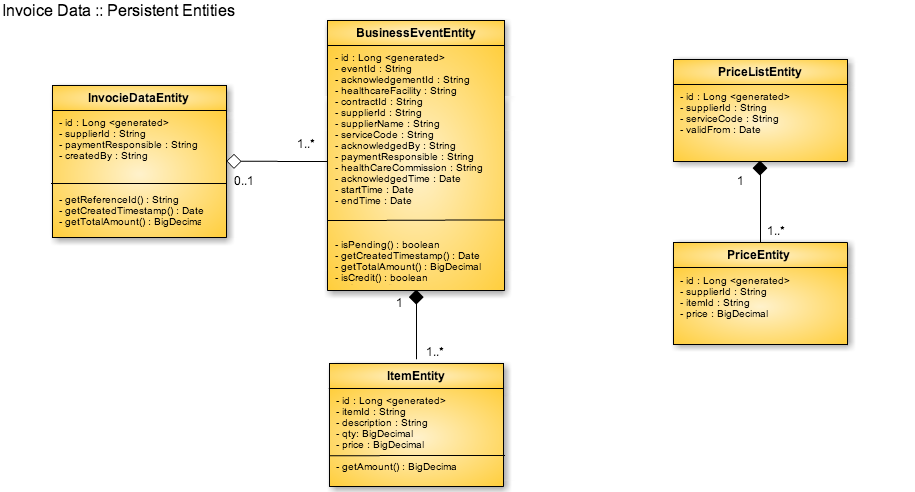 Invoice Data :: Persistent Entities
InvocieDataEntity
- id : Long <generated>
- supplierId : String
- paymentResponsible : String
- createdBy : String
- getReferenceId() : String
- getCreatedTimestamp() : Date
- getTotalAmount() : BigDecima
0..1
1..*
BusinessEventEntity
- id : Long <generated>
- eventId : String
- acknowledgementId : String
- healthcareFacility : String
- contractId : String
- supplierId : String
- supplierName : String
- serviceCode : String
- acknowledgedBy : String
- paymentResponsible : String
- healthCareCommission : String
- acknowledgedTime : Date
- startTime : Date
- endTime : Date
- isPending() : boolean
- getCreatedTimestamp() : Date
- getTotalAmount() : BigDecimal
- isCredit() : boolean
1
1..*
ItemEntity
- id : Long <generated>
- itemId : String
- description : String
- qty: BigDecimal
- price : BigDecimal
- getAmount() : BigDecima
PriceListEntity
- id : Long <generated>
- supplierId : String
- serviceCode : String
- validFrom : Date
1
1..*
PriceEntity
- id : Long <generated>
- supplierId : String
- itemId : String
- price : BigDecimal